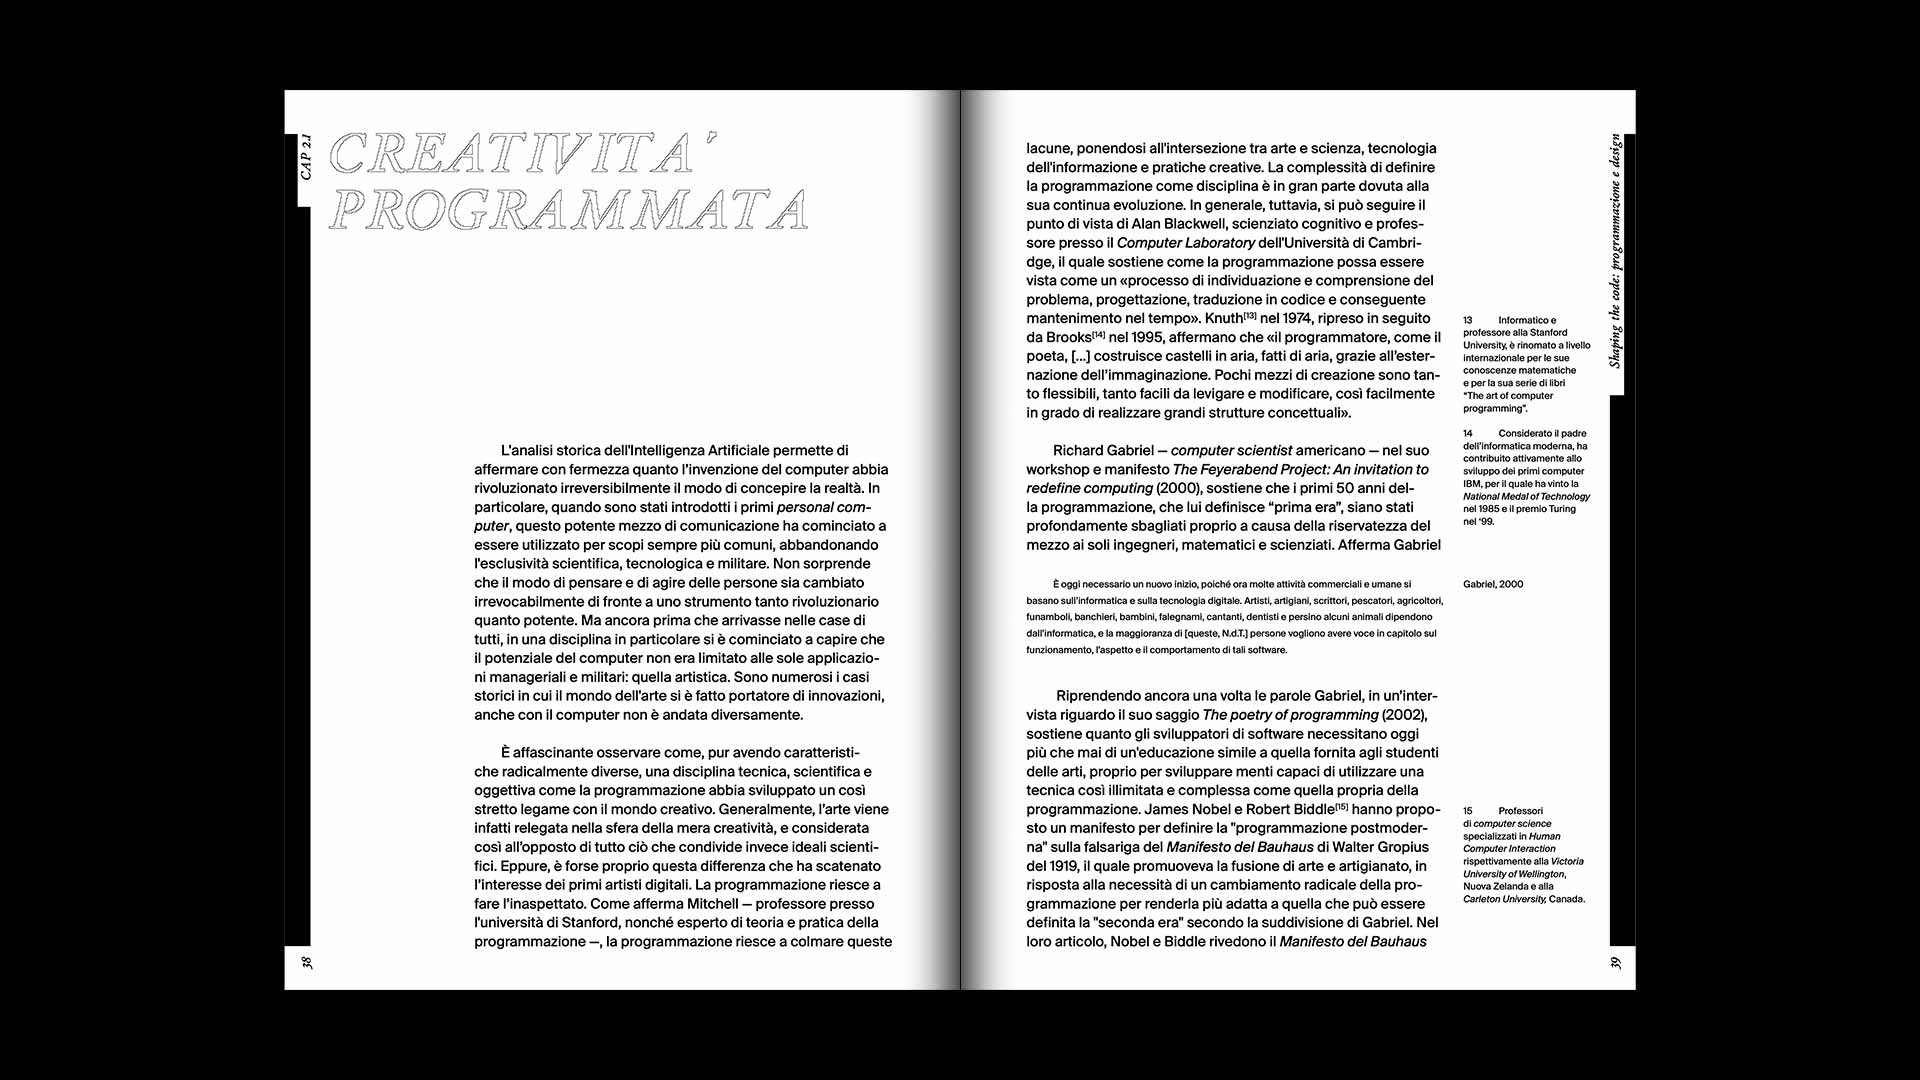 CAP 2.1
CREATIVITA'
PROGRAMMATA
L'analisi storica dell'Intelligenza Artificiale permette di
affermare con fermezza quanto l'invenzione del computer abbia
rivoluzionato irreversibilmente il modo di concepire la realtà. In
particolare, quando sono stati introdotti i primi personal com-
puter, questo potente mezzo di comunicazione ha cominciato a
essere utilizzato per scopi sempre più comuni, abbandonando
l'esclusività scientifica, tecnologica e militare. Non sorprende
che il modo di pensare e di agire delle persone sia cambiato
irrevocabilmente di fronte a uno strumento tanto rivoluzionario
quanto potente. Ma ancora prima che arrivasse nelle case di
tutti, in una disciplina in particolare si è cominciato a capire che
il potenziale del computer non era limitato alle sole applicazio-
ni manageriali e militari: quella artistica. Sono numerosi i casi
storici in cui il mondo dell'arte si è fatto portatore di innovazioni,
anche con il computer non è andata diversamente.
È affascinante osservare come, pur avendo caratteristi-
che radicalmente diverse, una disciplina tecnica, scientifica e
oggettiva come la programmazione abbia sviluppato un così
stretto legame con il mondo creativo. Generalmente, l'arte viene
infatti relegata nella sfera della mera creatività, e considerata
così all'opposto di tutto ciò che condivide invece ideali scienti-
fici. Eppure, è forse proprio questa differenza che ha scatenato
l'interesse dei primi artisti digitali. La programmazione riesce a
fare l'inaspettato. Come afferma Mitchell — professore presso
l'università di Stanford, nonché esperto di teoria e pratica della
programmazione —, la programmazione riesce a colmare queste
38
lacune, ponendosi all'intersezione tra arte e scienza, tecnologia
dell'informazione e pratiche creative. La complessità di definire
la programmazione come disciplina è in gran parte dovuta alla
sua continua evoluzione. In generale, tuttavia, si può seguire il
punto di vista di Alan Blackwell, scienziato cognitivo e profes-
sore presso il Computer Laboratory dell'Università di Cambri-
dge, il quale sostiene come la programmazione possa essere
vista come un «processo di individuazione e comprensione del
problema, progettazione, traduzione in codice e conseguente
mantenimento nel tempo». Knuth[13] nel 1974, ripreso in seguito
da Brooks[14] nel 1995, affermano che «il programmatore, come il
poeta, [...] costruisce castelli in aria, fatti di aria, grazie all'ester-
nazione dell'immaginazione. Pochi mezzi di creazione sono tan-
to flessibili, tanto facili da levigare e modificare, così facilmente
in grado di realizzare grandi strutture concettuali».
Richard Gabriel — computer scientist americano — nel suo
workshop e manifesto The Feyerabend Project: An invitation to
redefine computing (2000), sostiene che i primi 50 anni del-
la programmazione, che lui definisce “prima era”, siano stati
profondamente sbagliati proprio a causa della riservatezza del
mezzo ai soli ingegneri, matematici e scienziati. Afferma Gabriel
È oggi necessario un nuovo inizio, poiché ora molte attività commerciali e umane si
basano sull'informatica e sulla tecnologia digitale. Artisti, artigiani, scrittori, pescatori, agricoltori,
funamboli, banchieri, bambini, falegnami, cantanti, dentisti e persino alcuni animali dipendono
dall'informatica, e la maggioranza di [queste, N.d.T.] persone vogliono avere voce in capitolo sul
funzionamento, l'aspetto e il comportamento di tali software.
Riprendendo ancora una volta le parole Gabriel, in un'inter-
vista riguardo il suo saggio The poetry of programming (2002),
sostiene quanto gli sviluppatori di software necessitano oggi
più che mai di un'educazione simile a quella fornita agli studenti
delle arti, proprio per sviluppare menti capaci di utilizzare una
tecnica così illimitata e complessa come quella propria della
programmazione. James Nobel e Robert Biddle[15] hanno propo-
sto un manifesto per definire la "programmazione postmoder-
na" sulla falsariga del Manifesto del Bauhaus di Walter Gropius
del 1919, il quale promuoveva la fusione di arte e artigianato, in
risposta alla necessità di un cambiamento radicale della pro-
grammazione per renderla più adatta a quella che può essere
definita la "seconda era" secondo la suddivisione di Gabriel. Nel
loro articolo, Nobel e Biddle rivedono il Manifesto del Bauhaus
13 Informatico e
professore alla Stanford
University, è rinomato a livello
internazionale per le sue
conoscenze matematiche
e per la sua serie di libri
“The art of computer
programming”.
14 Considerato il padre
dell'informatica moderna, ha
contribuito attivamente allo
sviluppo dei primi computer
IBM, per il quale ha vinto la
National Medal of Technology
nel 1985 e il premio Turing
nel ‘99.
Gabriel, 2000
15 Professori
di computer science
specializzati in Human
Computer Interaction
rispettivamente alla Victoria
University of Wellington,
Nuova Zelanda e alla
Carleton University, Canada.
Shaping the code: programmazione e design
39